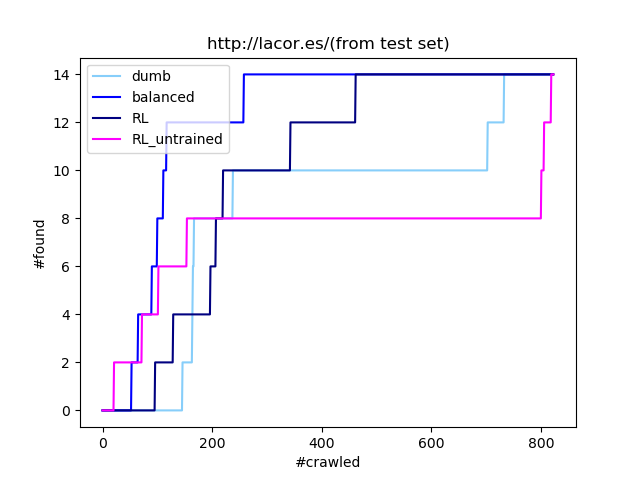 http://lacor.es/(from test set)
dumb
balanced
RL
RL_untrained
14
12
10
8
6
4
2
0
#found
0 200 400 600 800
#crawled